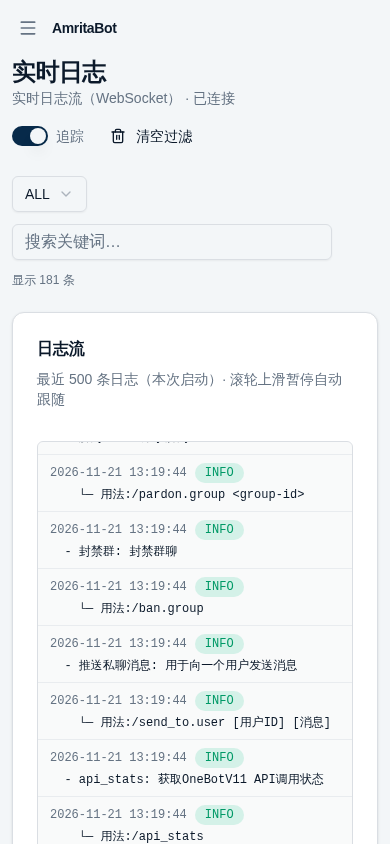 AmritaBot
实时日志
实时日志流（WebSocket） · 已连接
追踪 清空过滤
ALL
搜索关键词…
显示 181 条
日志流
最近 500 条日志（本次启动）· 滚轮上滑暂停自动
跟随
2026-11-21 13:19:44 INFO
└─ 用法:/pardon.group <group-id>
2026-11-21 13:19:44 INFO
- 封禁群: 封禁群聊
2026-11-21 13:19:44 INFO
└─ 用法:/ban.group
2026-11-21 13:19:44 INFO
- 推送私聊消息: 用于向一个用户发送消息
2026-11-21 13:19:44 INFO
└─ 用法:/send_to.user [用户ID] [消息]
2026-11-21 13:19:44 INFO
- api_stats: 获取OneBotV11 API调用状态
2026-11-21 13:19:44 INFO
└─ 用法:/api_stats